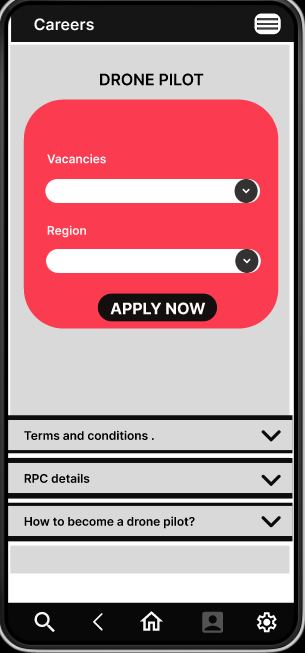 Careers
DRONE PILOT
Vacancies
Region
APPLY NOW
Terms and conditions .
RPC details
How to become a drone pilot?